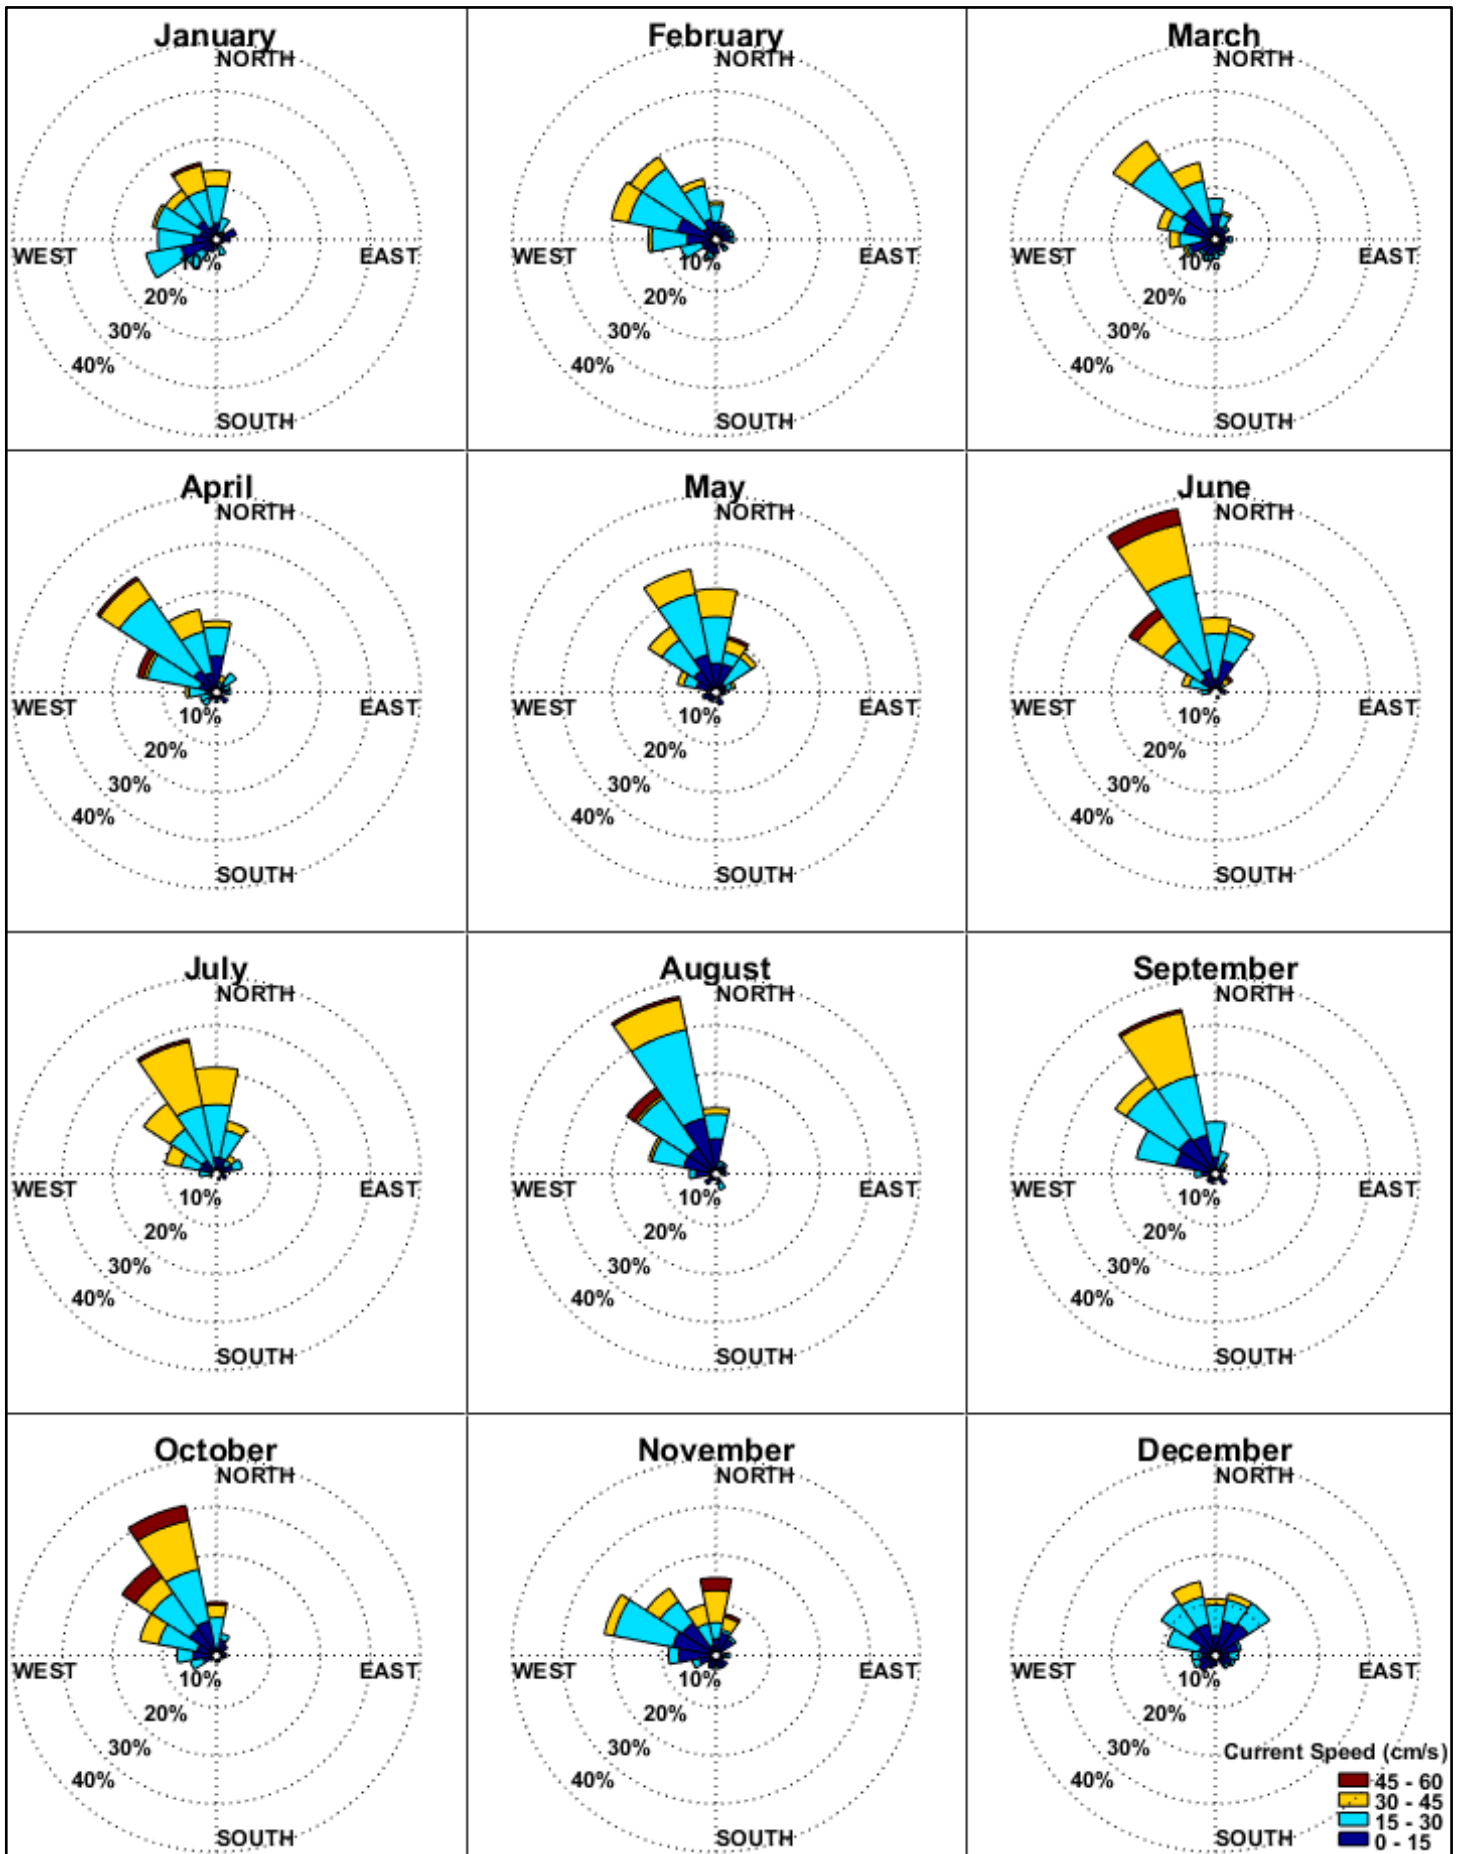 January
February
March
NORTH
NORTH
NORTH
WEST
EAST
WEST
EAST
WEST
EAST
10%
10%
10%
20%
20%
20%
30%
30%
30%
40%
40%
40%
SOUTH
SOUTH
SOUTH
April
May
June
NORTH
NORTH
NORTH
WEST
EAST
WEST
EAST
WEST
EAST
10%
10%
10%
20%
20%
20%
30%
30%
30%
40%
40%
40%
SOUTH
SOUTH
SOUTH
July
August
September
NORTH
NORTH
NORTH
WEST
EAST
WEST
EAST
WEST
EAST
10%
10%
10%
20%
20%
20%
30%
30%
30%
40%
40%
40%
SOUTH
SOUTH
SOUTH
October
November
December
NORTH
NORTH
NORTH
WEST
EAST
WEST
EAST
WEST
EAST
10%
10%
10%
20%
20%
20%
30%
30%
30%
40%
40%
40%
SOUTH
SOUTH
SOUTH
Current Speed (cm/s)
45 - 60
30 - 45
15 - 30
0 - 15